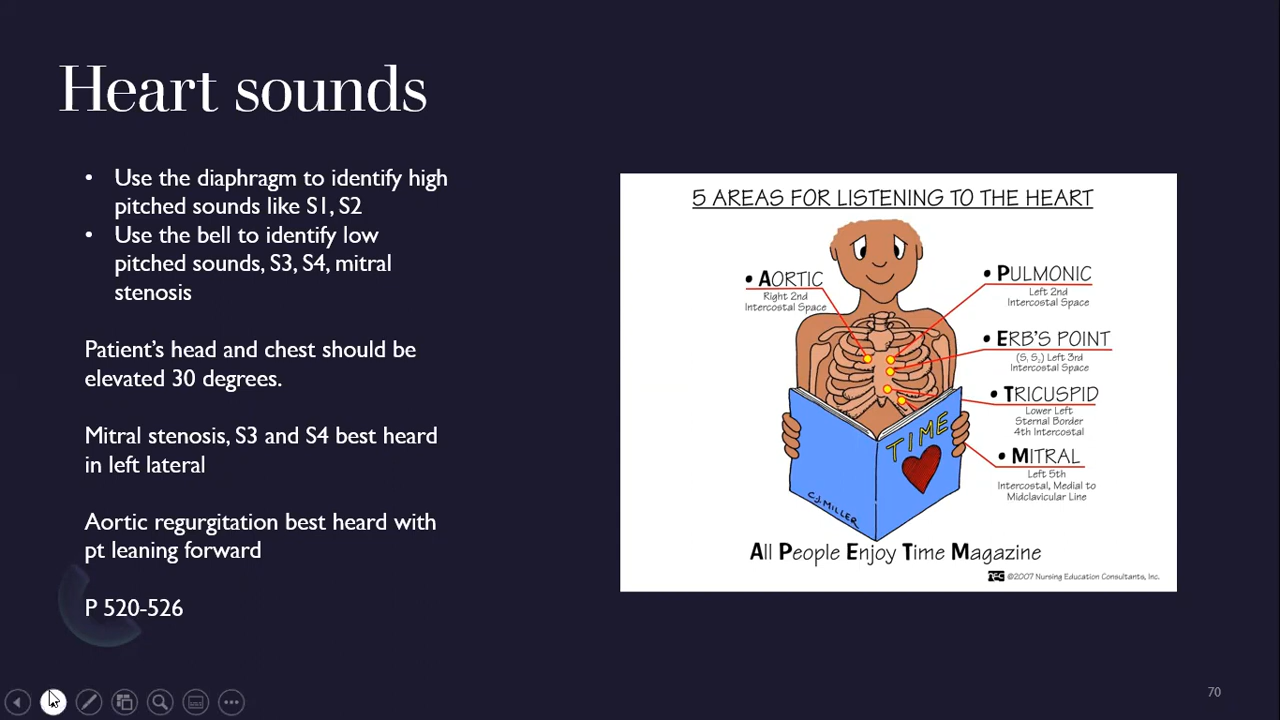 Heart sounds
• Use the diaphragm to identify high
pitched sounds like S1, S2
• Use the bell to identify low
pitched sounds, S3, S4, mitral
stenosis
Patient's head and chest should be
elevated 30 degrees.
Mitral stenosis, S3 and S4 best heard
in left lateral
Aortic regurgitation best heard with
pt leaning forward
P 520-526
5 AREAS FOR LISTENING TO THE HEART
• AORTIC
Right 2nd
Intercostal Space
• PULMONIC
Left 2nd
Intercostal Space
• ERB'S POINT
(S₁ S₂) Left 3rd
Intercostal Space
• TRICUSPID
Lower Left
Sternal Border
4th Intercostal
• MITRAL
Left 5th
Intercostal, Medial to
Midclavicular Line
TIME
C.J. MILLER
All People Enjoy Time Magazine
NEC ©2007 Nursing Education Consultants, Inc.
70